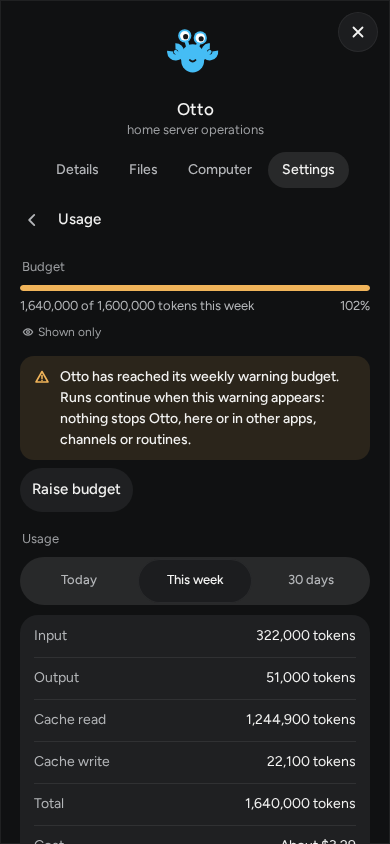 Otto
home server operations
Details Files Computer Settings
Usage
Budget
1,640,000 of 1,600,000 tokens this week 102%
Shown only
Otto has reached its weekly warning budget.
Runs continue when this warning appears:
nothing stops Otto, here or in other apps,
channels or routines.
Raise budget
Usage
Today This week 30 days
Input 322,000 tokens
Output 51,000 tokens
Cache read 1,244,900 tokens
Cache write 22,100 tokens
Total 1,640,000 tokens
Cost About $3.29